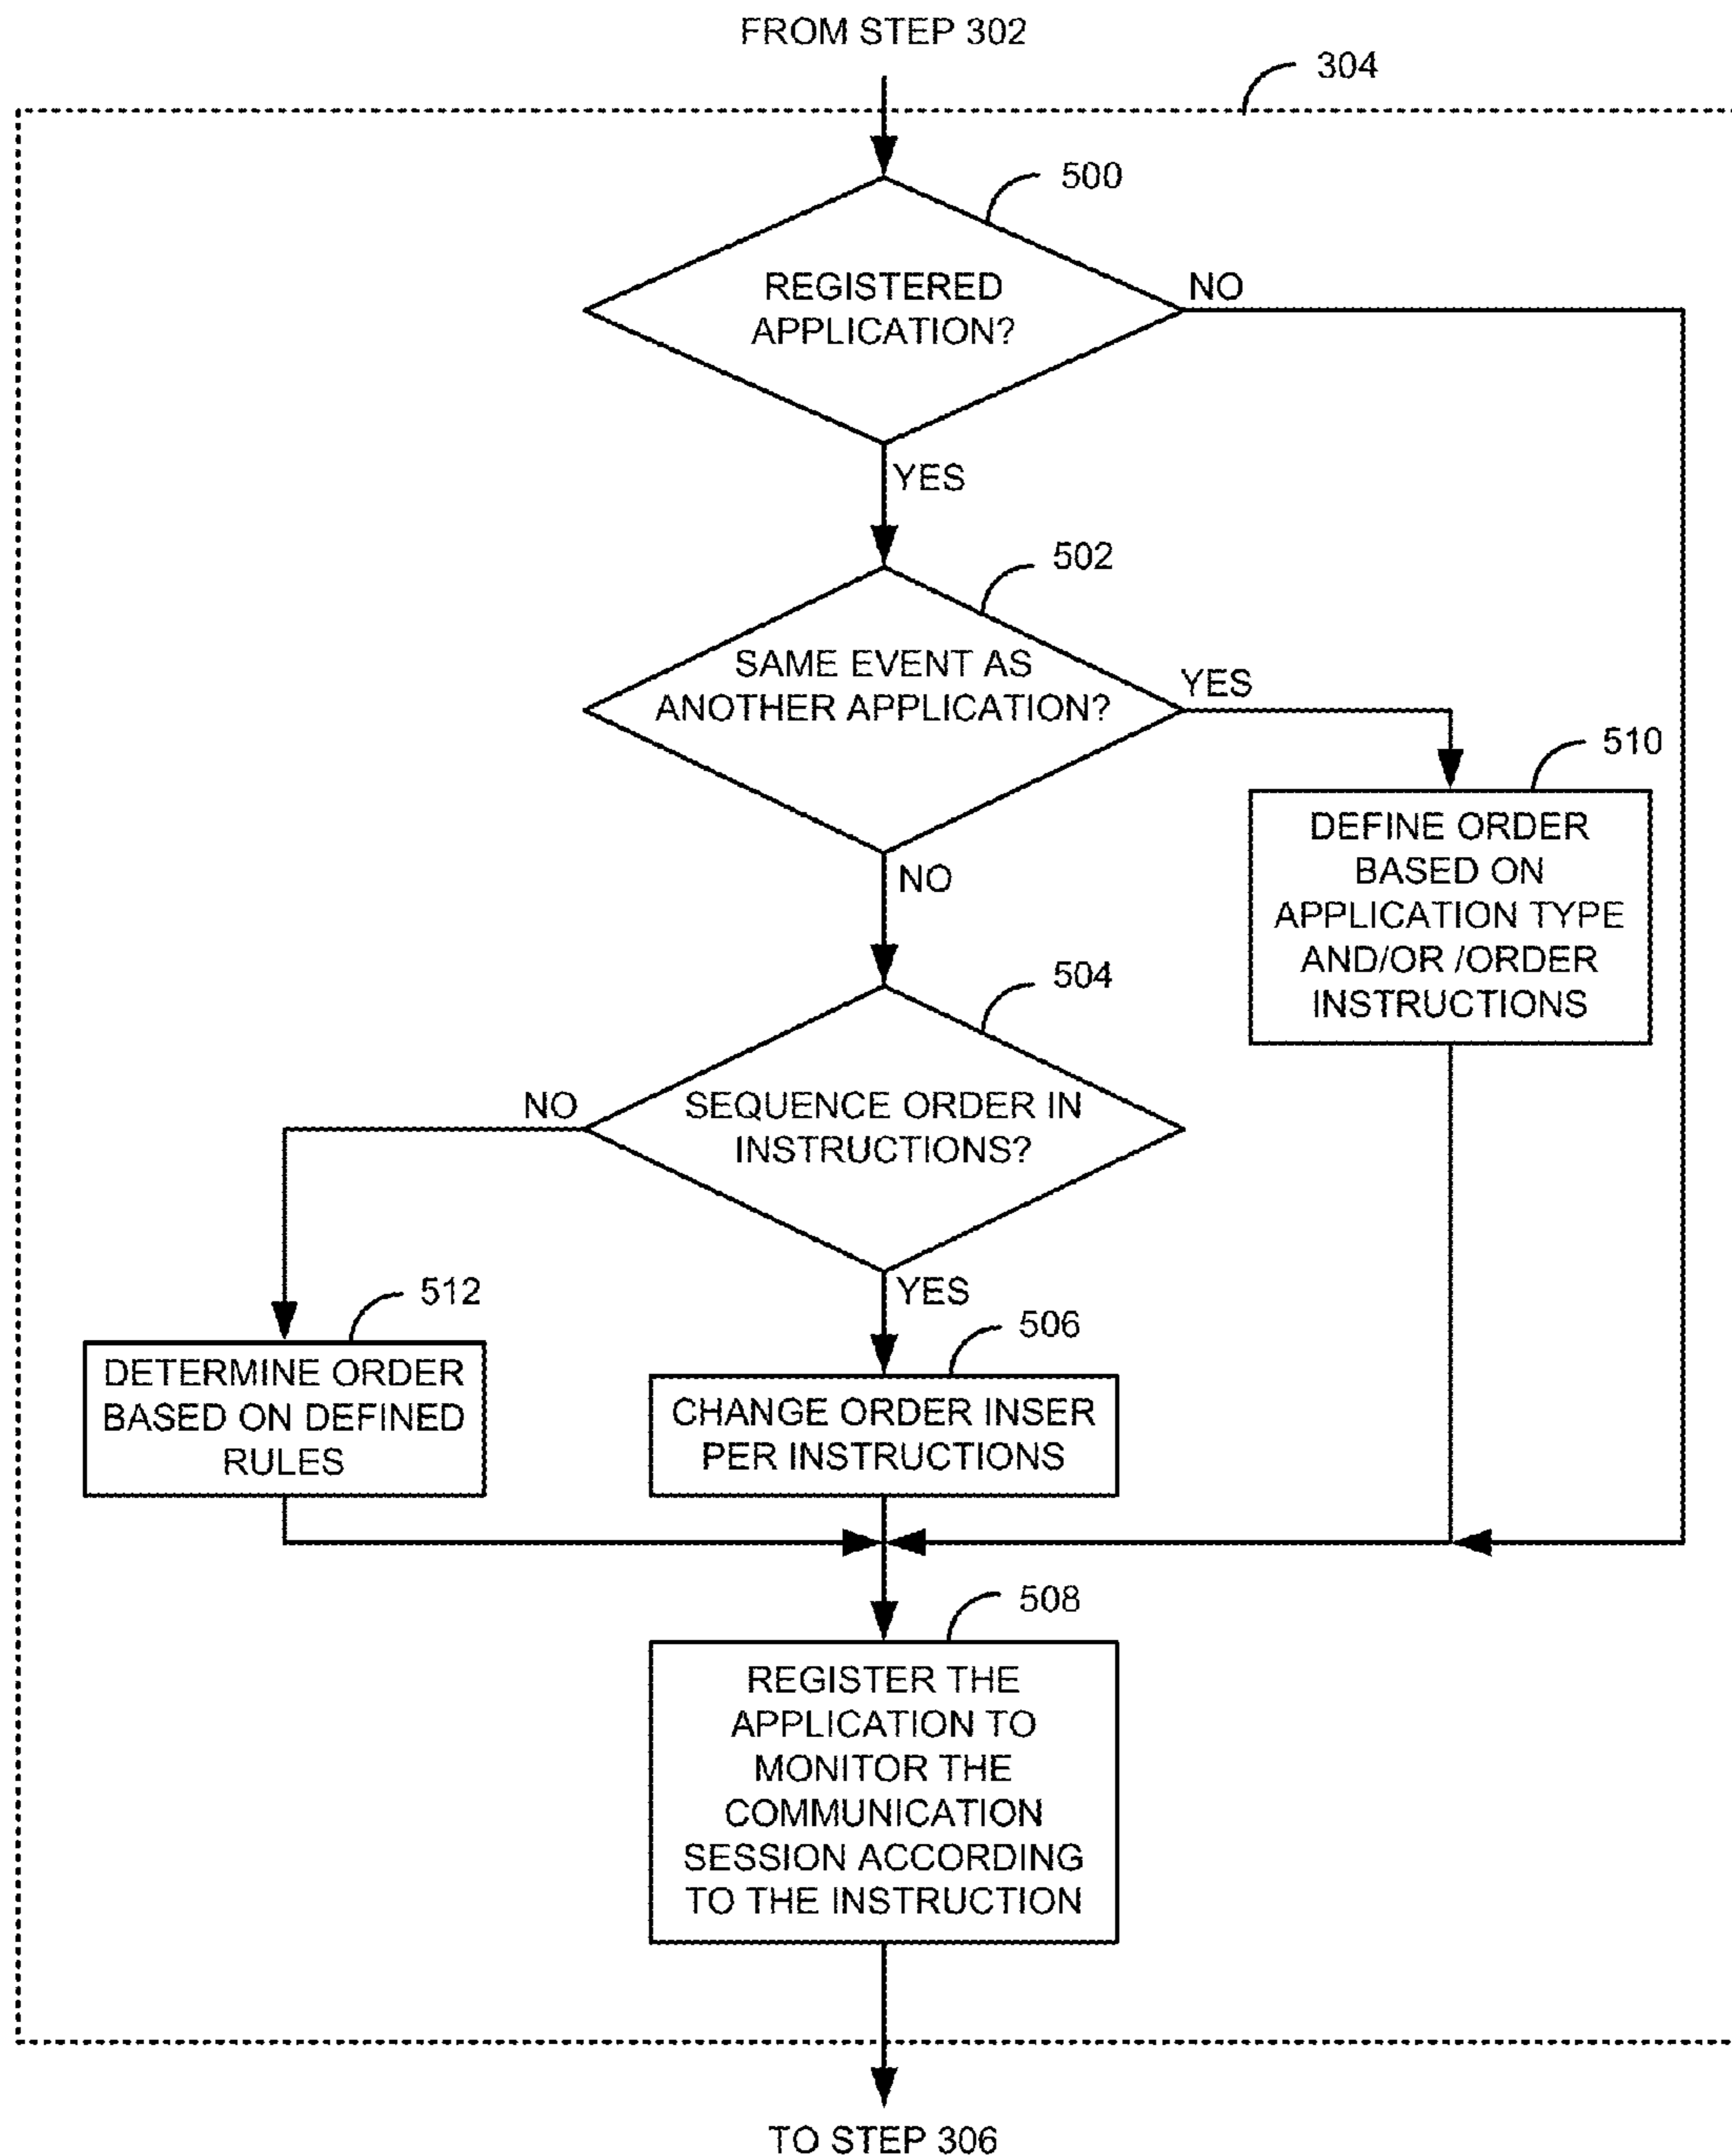 FROM STEP 302
304
500
REGISTERED
APPLICATION?
NO
YES
502
SAME EVENT AS
ANOTHER APPLICATION?
YES
510
DEFINE ORDER
BASED ON
APPLICATION TYPE
AND/OR /ORDER
INSTRUCTIONS
NO
504
SEQUENCE ORDER IN
INSTRUCTIONS?
NO
YES
512
DETERMINE ORDER
BASED ON DEFINED
RULES
506
CHANGE ORDER INSER
PER INSTRUCTIONS
508
REGISTER THE
APPLICATION TO
MONITOR THE
COMMUNICATION
SESSION ACCORDING
TO THE INSTRUCTION
TO STEP 306